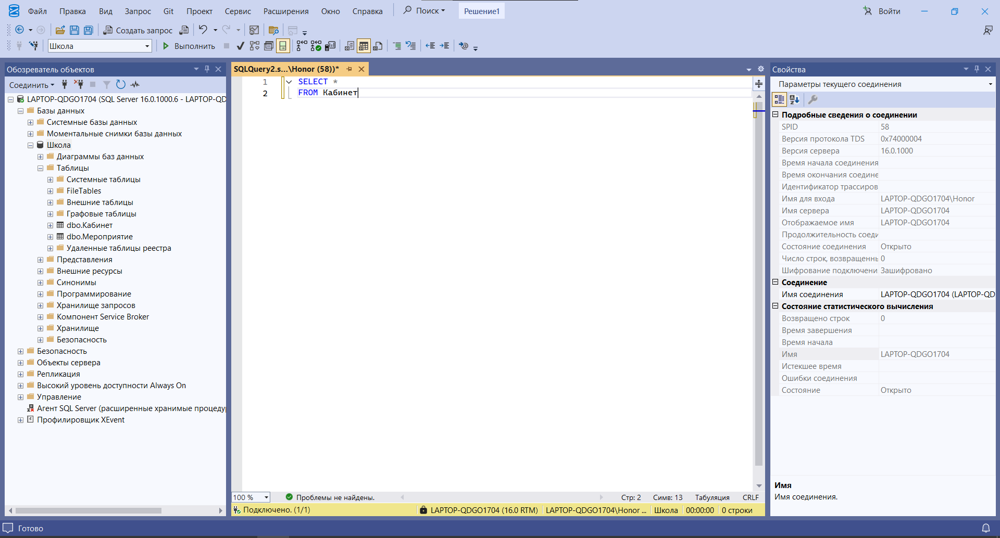 Файл Правка Вид Запрос Git Проект Сервис Расширения Окно Справка Поиск Решение1 Войти
Создать запрос
Школа Выполнить
Обозреватель объектов
Соединить
LAPTOP-QDGO1704 (SQL Server 16.0.1000.6 - LAPTOP-QD
Базы данных
Системные базы данных
Моментальные снимки базы данных
Школа
Диаграммы баз данных
Таблицы
Системные таблицы
FileTables
Внешние таблицы
Графовые таблицы
dbo.Кабинет
dbo.Мероприятие
Удаленные таблицы реестра
Представления
Внешние ресурсы
Синонимы
Программирование
Хранилище запросов
Компонент Service Broker
Хранилище
Безопасность
Безопасность
Объекты сервера
Репликация
Высокий уровень доступности Always On
Управление
Агент SQL Server (расширенные хранимые процедур
Профилировщик XEvent
SQLQuery2.s...\Honor (58))*
1 SELECT *
2 FROM Кабинет
100 % Проблемы не найдены. Стр: 2 Симв: 13 Табуляция CRLF
Подключено. (1/1) LAPTOP-QDGO1704 (16.0 RTM) LAPTOP-QDGO1704\Honor ... Школа 00:00:00 0 строки
Свойства
Параметры текущего соединения
Подробные сведения о соединении
SPID 58
Версия протокола TDS 0x74000004
Версия сервера 16.0.1000
Время начала соединения
Время окончания соедине
Идентификатор трассиров
Имя для входа LAPTOP-QDGO1704\Honor
Имя сервера LAPTOP-QDGO1704
Отображаемое имя LAPTOP-QDGO1704
Продолжительность соеди
Состояние соединения Открыто
Число строк, возвращеннь 0
Шифрование подключени Зашифровано
Соединение
Имя соединения LAPTOP-QDGO1704 (LAPTOP-QD
Состояние статистического вычисления
Возвращено строк 0
Время завершения
Время начала
Имя LAPTOP-QDGO1704
Истекшее время
Ошибки соединения
Состояние Открыто
Имя
Имя соединения.
Готово